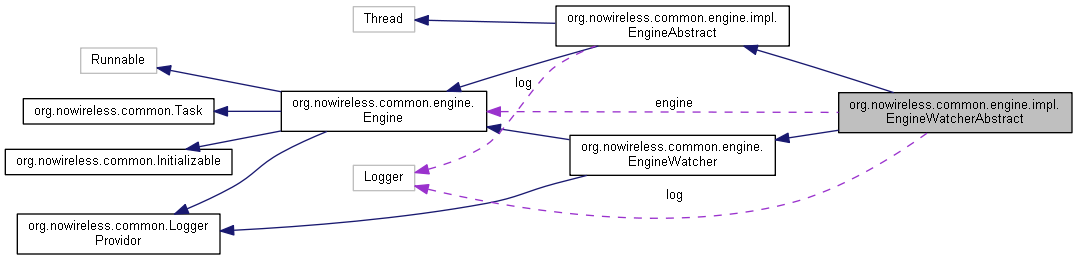 Thread
org.nowireless.common.engine.impl.
EngineAbstract
Runnable
log
org.nowireless.common.engine.
Engine
engine
org.nowireless.common.engine.impl.
EngineWatcherAbstract
org.nowireless.common.Task
org.nowireless.common.Initializable
org.nowireless.common.engine.
EngineWatcher
Logger
log
org.nowireless.common.Logger
Providor